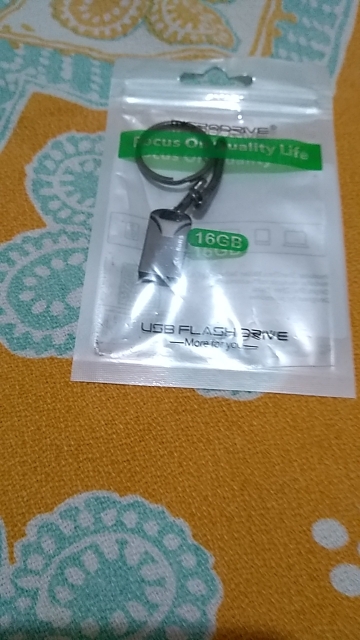 Focus On Quality Life
16GB
USB FLASH DRIVE
More for you